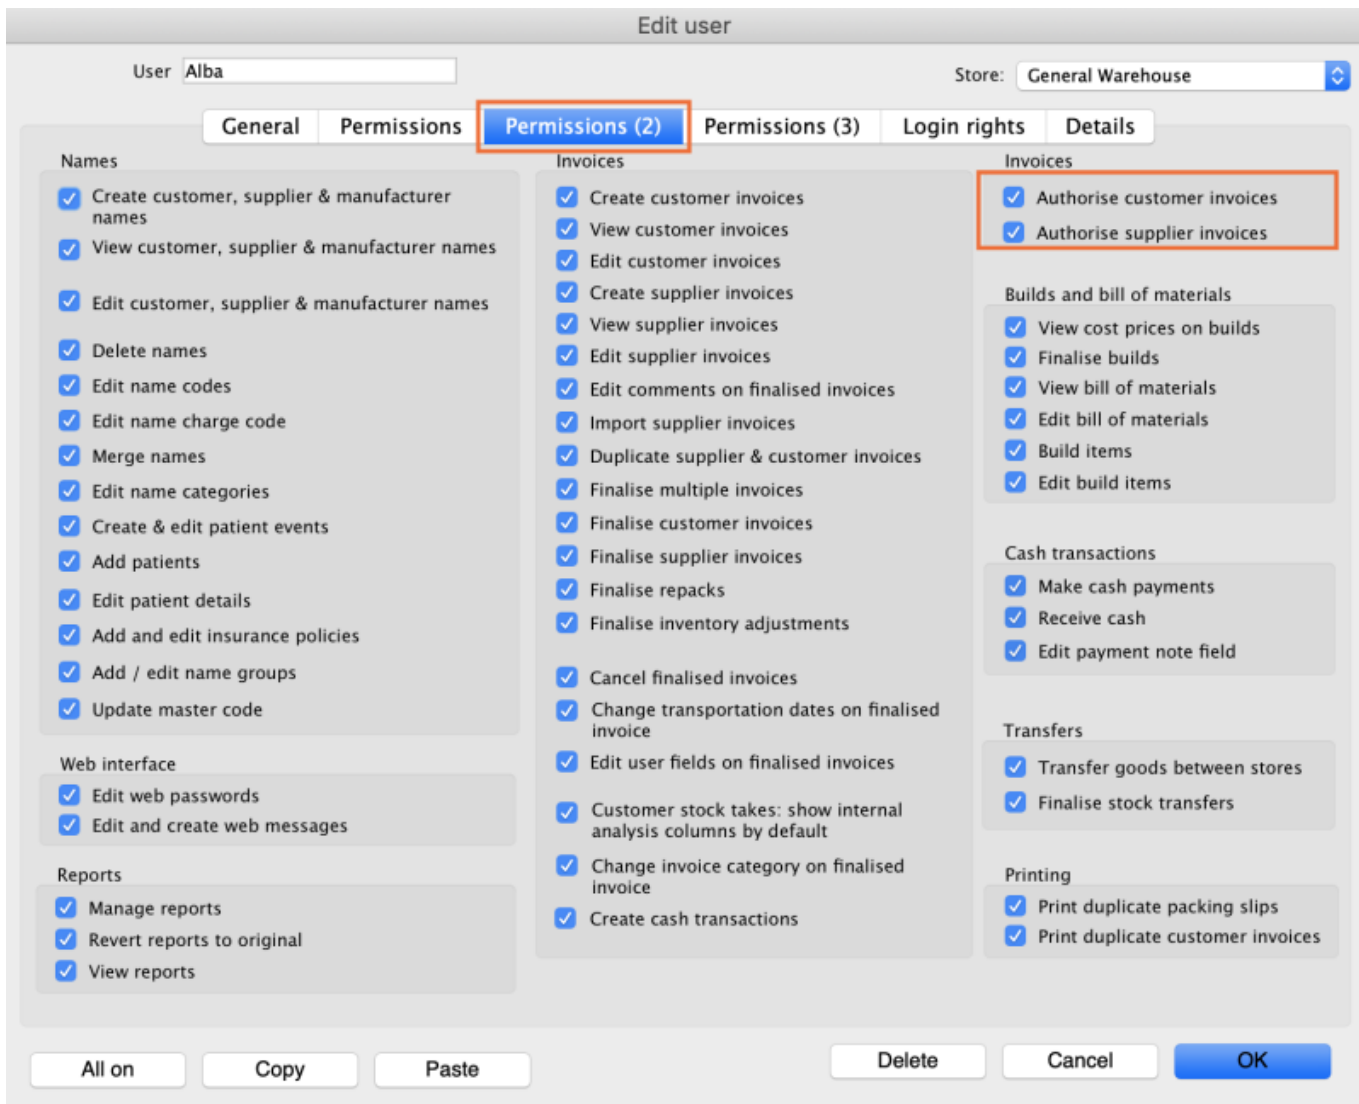 Edit user
User Alba
Store: General Warehouse
General Permissions Permissions (2) Permissions (3) Login rights Details
Names
Create customer, supplier & manufacturer
names
View customer, supplier & manufacturer names
Edit customer, supplier & manufacturer names
Delete names
Edit name codes
Edit name charge code
Merge names
Edit name categories
Create & edit patient events
Add patients
Edit patient details
Add and edit insurance policies
Add / edit name groups
Update master code
Web interface
Edit web passwords
Edit and create web messages
Reports
Manage reports
Revert reports to original
View reports
Invoices
Create customer invoices
View customer invoices
Edit customer invoices
Create supplier invoices
View supplier invoices
Edit supplier invoices
Edit comments on finalised invoices
Import supplier invoices
Duplicate supplier & customer invoices
Finalise multiple invoices
Finalise customer invoices
Finalise supplier invoices
Finalise repacks
Finalise inventory adjustments
Cancel finalised invoices
Change transportation dates on finalised
invoice
Edit user fields on finalised invoices
Customer stock takes: show internal
analysis columns by default
Change invoice category on finalised
invoice
Create cash transactions
Invoices
Authorise customer invoices
Authorise supplier invoices
Builds and bill of materials
View cost prices on builds
Finalise builds
View bill of materials
Edit bill of materials
Build items
Edit build items
Cash transactions
Make cash payments
Receive cash
Edit payment note field
Transfers
Transfer goods between stores
Finalise stock transfers
Printing
Print duplicate packing slips
Print duplicate customer invoices
All on Copy Paste Delete Cancel OK